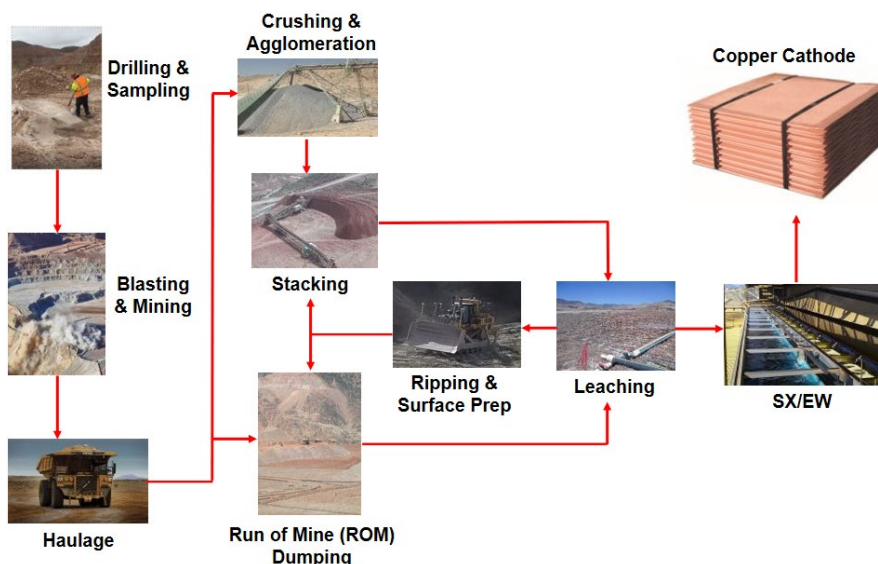 Drilling &
Sampling
Blasting
& Mining
Haulage
Crushing &
Agglomeration
Stacking
Run of Mine (ROM)
Dumping
Ripping &
Surface Prep
Leaching
SX/EW
Copper Cathode